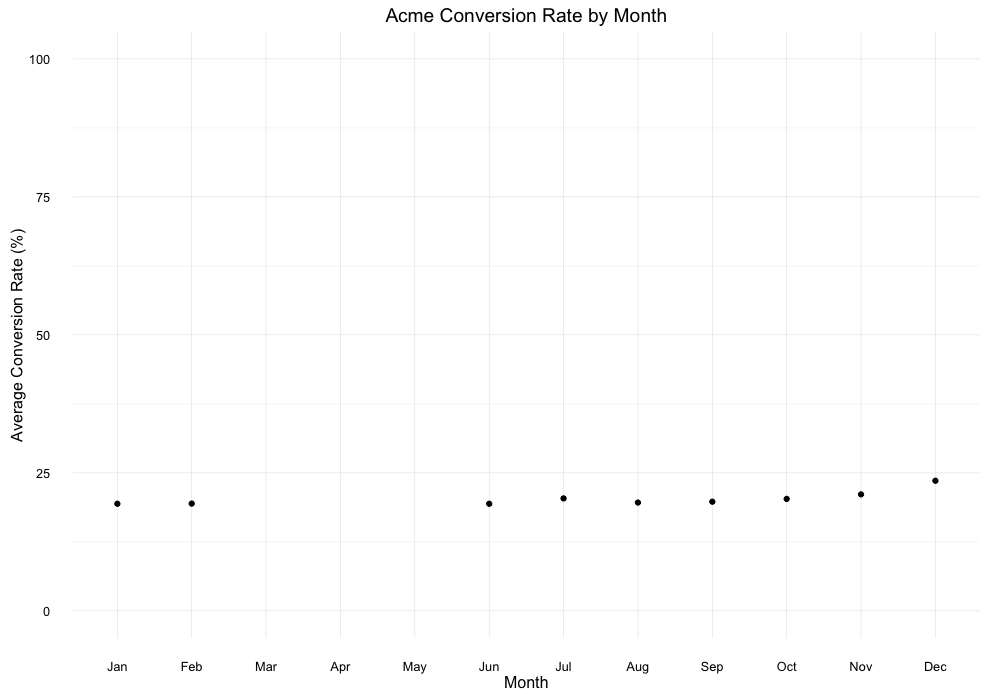 Acme Conversion Rate by Month
Average Conversion Rate (%)
100
75
50
25
0
Jan Feb Mar Apr May Jun Jul Aug Sep Oct Nov Dec
Month